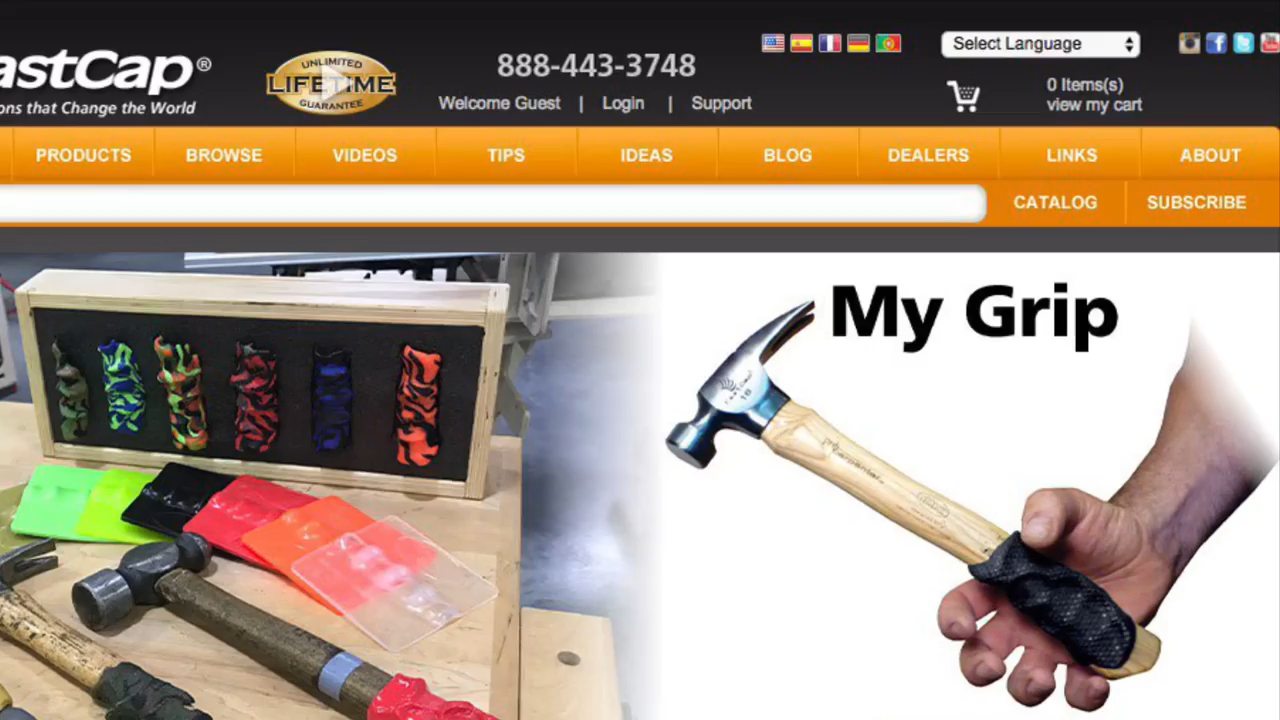 astCap®
ons that Change the World
UNLIMITED
LIFETIME
GUARANTEE
888-443-3748
Welcome Guest | Login | Support
Select Language
0 Items(s)
view my cart
PRODUCTS BROWSE VIDEOS TIPS IDEAS BLOG DEALERS LINKS ABOUT
CATALOG SUBSCRIBE
My Grip